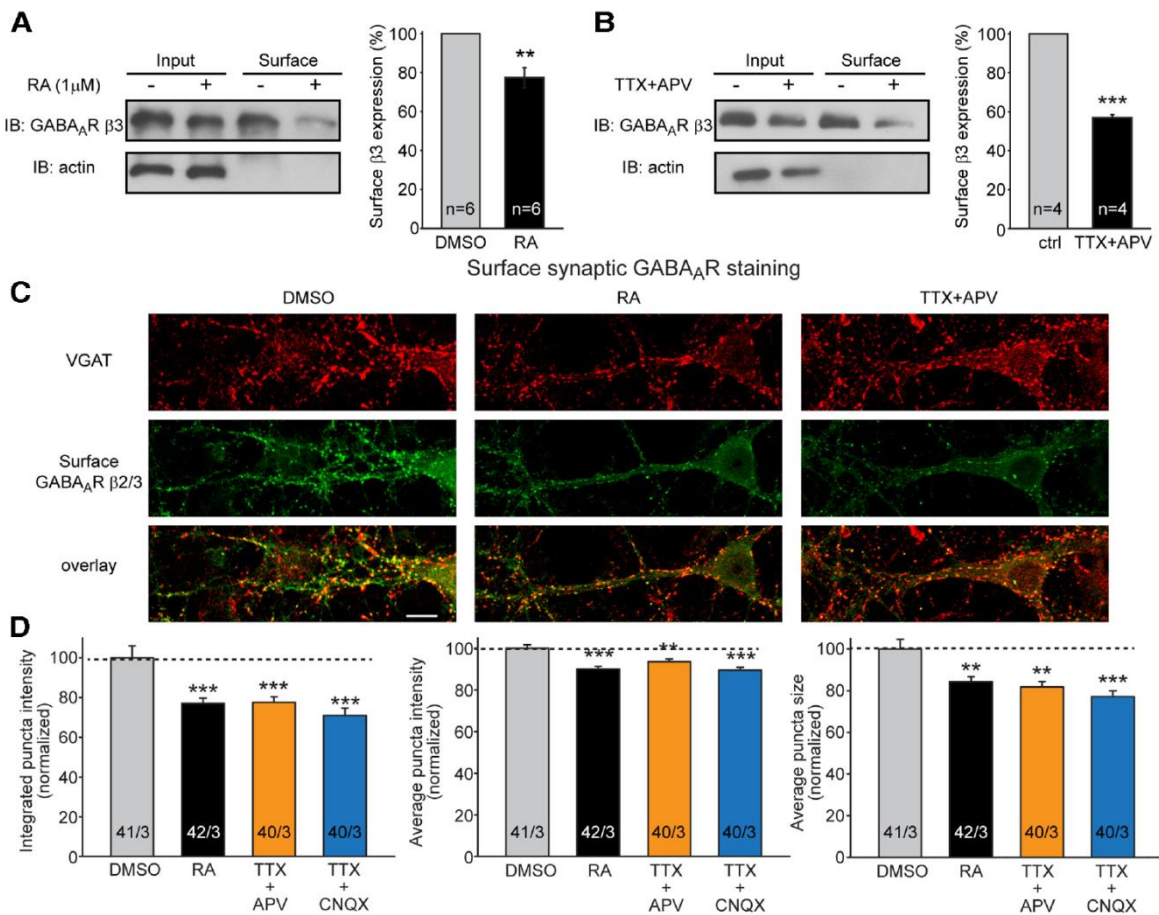 A
Input Surface
RA (1μM) - + - +
IB: GABAAR β3
IB: actin
Surface β3 expression (%)
100
80
60
40
20
0
**
n=6 n=6
DMSO RA
B
Input Surface
TTX+APV - + - +
IB: GABAAR β3
IB: actin
Surface β3 expression (%)
100
80
60
40
20
0
***
n=4 n=4
ctrl TTX+APV
Surface synaptic GABAAR staining
C
DMSO RA TTX+APV
VGAT
Surface
GABAAR β2/3
overlay
D
Integrated puncta intensity
(normalized)
100
80
60
40
20
0
*** *** ***
41/3 42/3 40/3 40/3
DMSO RA TTX TTX
+ +
APV CNQX
Average puncta intensity
(normalized)
100
80
60
40
20
0
*** ** ***
41/3 42/3 40/3 40/3
DMSO RA TTX TTX
+ +
APV CNQX
Average puncta size
(normalized)
100
80
60
40
20
0
** ** ***
41/3 42/3 40/3 40/3
DMSO RA TTX TTX
+ +
APV CNQX